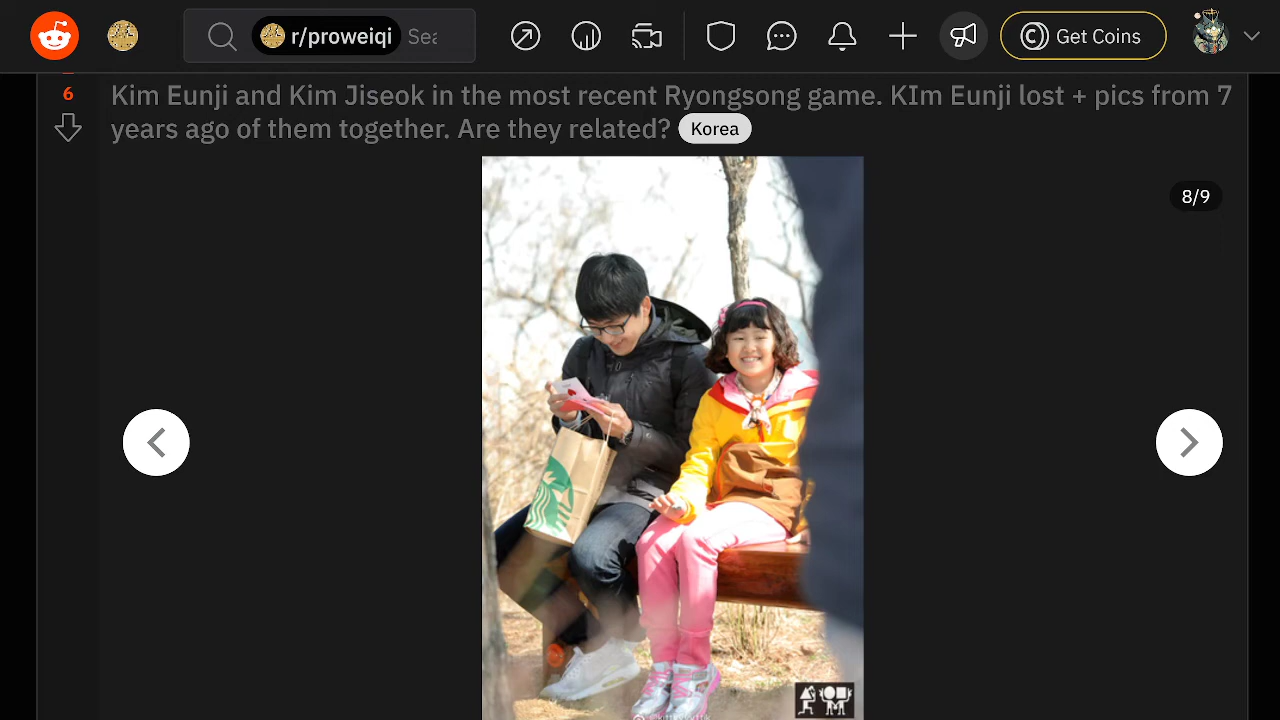 r/proweiqi Sea
Get Coins
6
Kim Eunji and Kim Jiseok in the most recent Ryongsong game. KIm Eunji lost + pics from 7
years ago of them together. Are they related? Korea
8/9